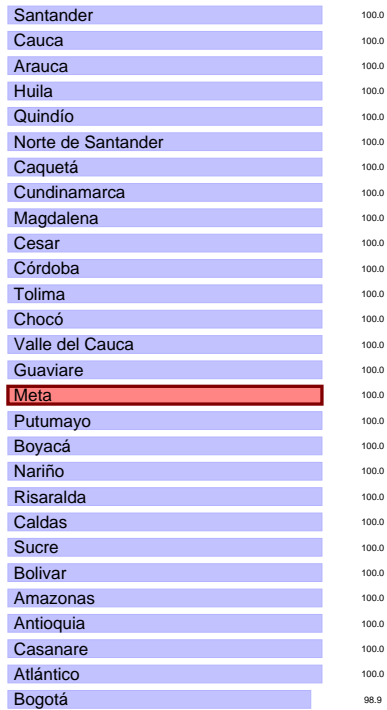 Santander 100.0
Cauca 100.0
Arauca 100.0
Huila 100.0
Quindío 100.0
Norte de Santander 100.0
Caquetá 100.0
Cundinamarca 100.0
Magdalena 100.0
Cesar 100.0
Córdoba 100.0
Tolima 100.0
Chocó 100.0
Valle del Cauca 100.0
Guaviare 100.0
Meta 100.0
Putumayo 100.0
Boyacá 100.0
Nariño 100.0
Risaralda 100.0
Caldas 100.0
Sucre 100.0
Bolivar 100.0
Amazonas 100.0
Antioquia 100.0
Casanare 100.0
Atlántico 100.0
Bogotá 98.9